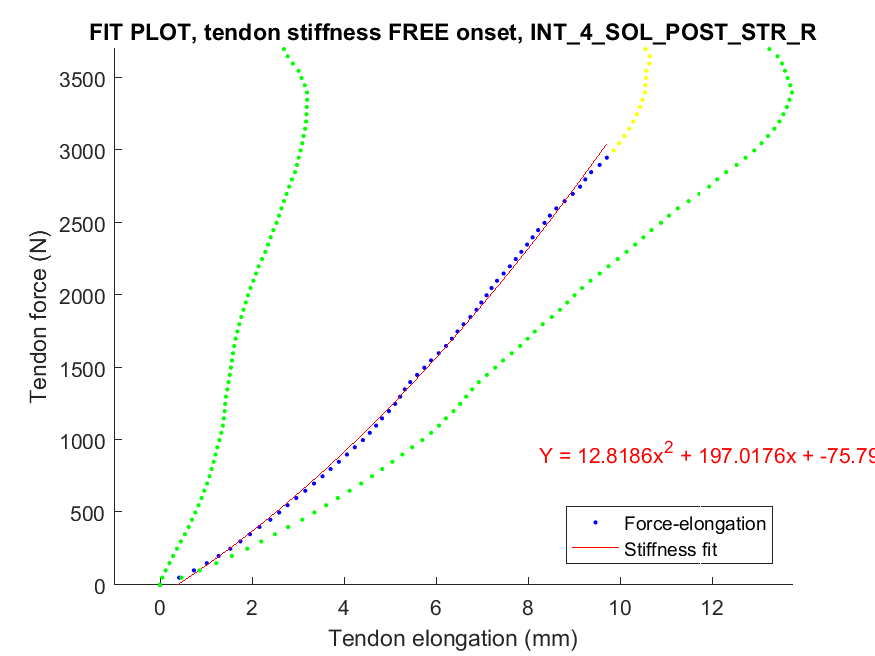 FIT PLOT, tendon stiffness FREE onset, INT_4_SOL_POST_STR_R
3500
3000
2500
2000
1500
1000
500
0
Tendon force (N)
Y = 12.8186x² + 197.0176x + -75.79
Force-elongation
Stiffness fit
0 2 4 6 8 10 12
Tendon elongation (mm)